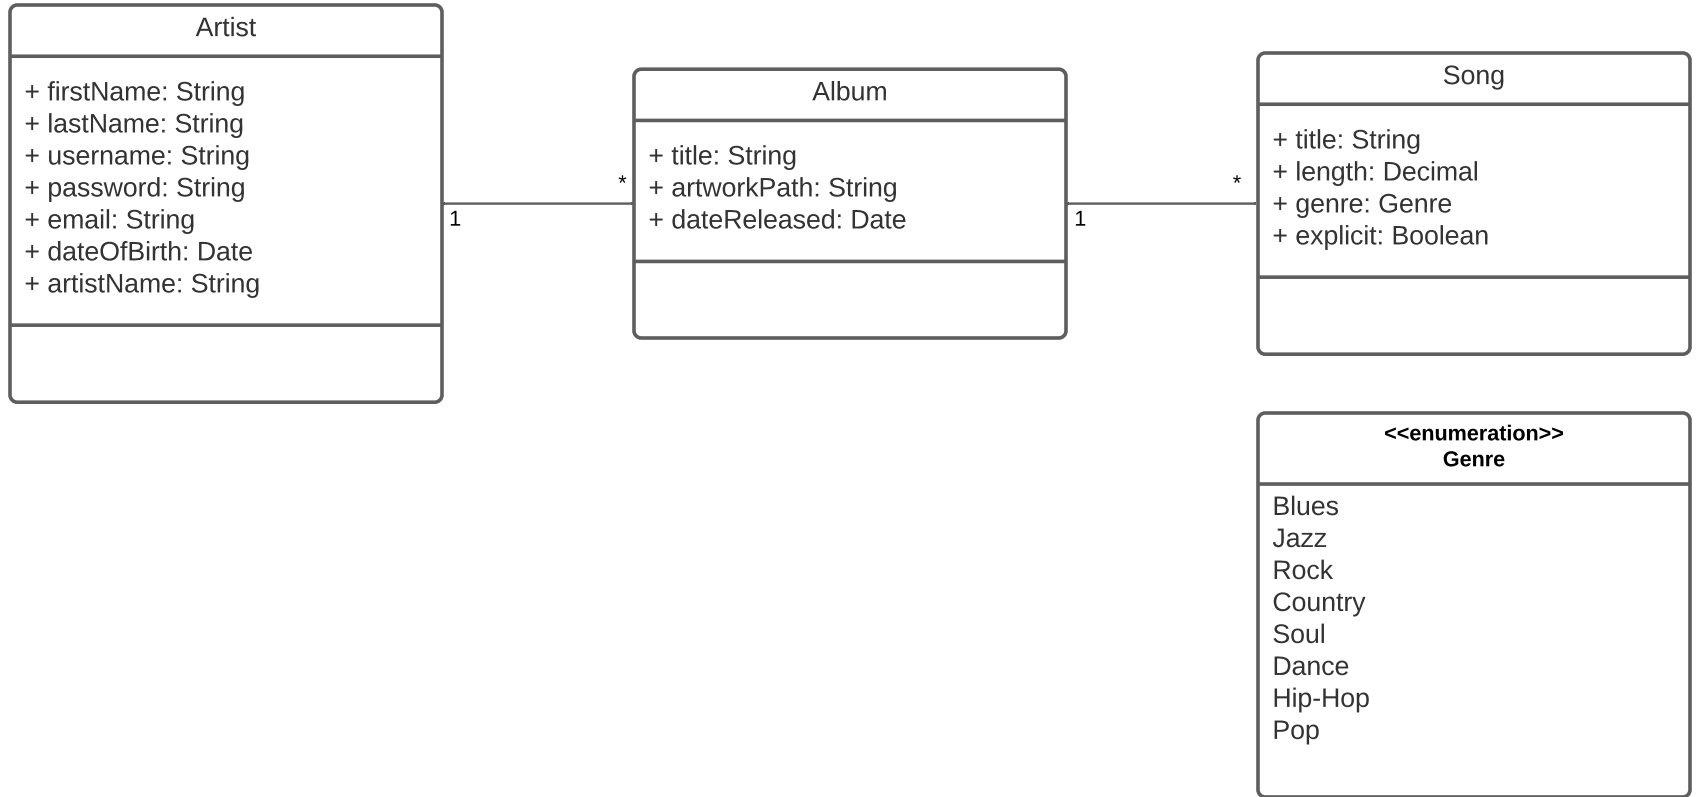 Artist
+ firstName: String
+ lastName: String
+ username: String
+ password: String
+ email: String
+ dateOfBirth: Date
+ artistName: String
1
*
Album
+ title: String
+ artworkPath: String
+ dateReleased: Date
1
*
Song
+ title: String
+ length: Decimal
+ genre: Genre
+ explicit: Boolean
<<enumeration>>
Genre
Blues
Jazz
Rock
Country
Soul
Dance
Hip-Hop
Pop